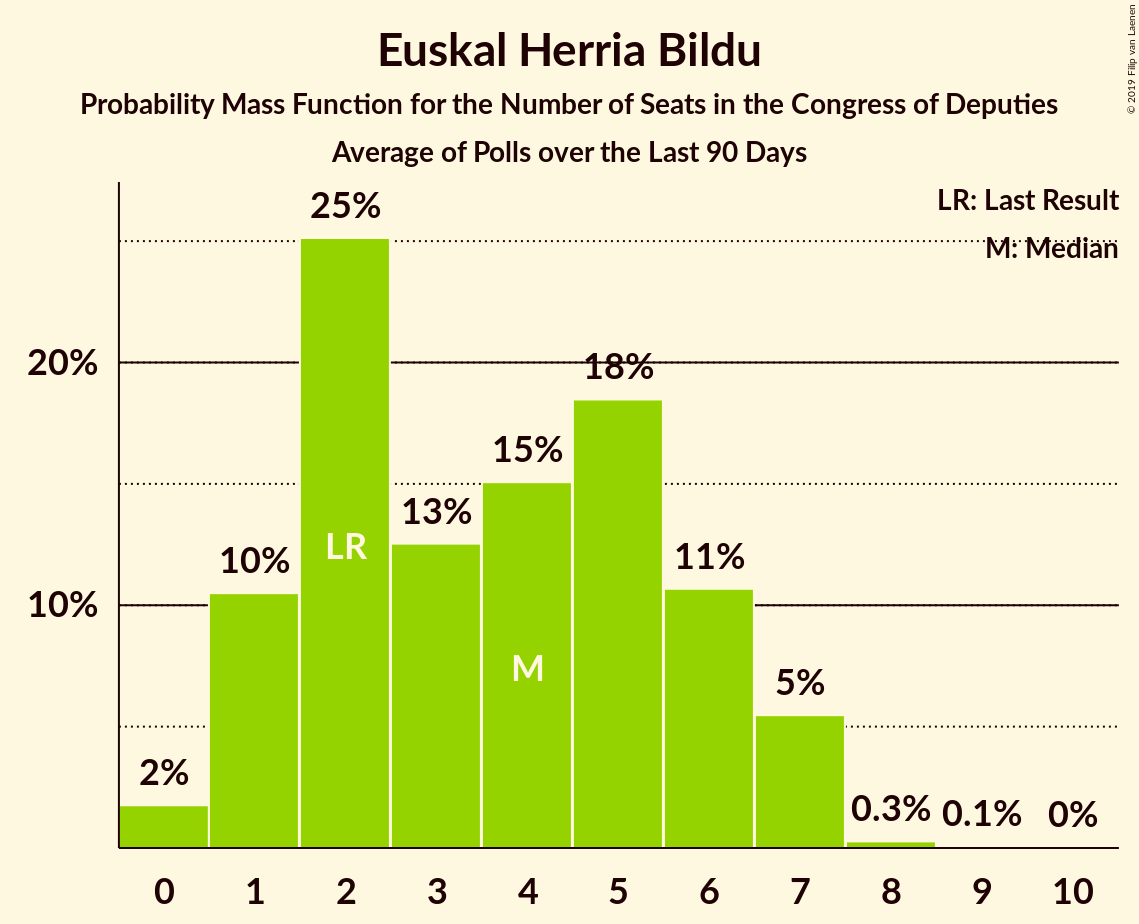 Euskal Herria Bildu
Probability Mass Function for the Number of Seats in the Congress of Deputies
Average of Polls over the Last 90 Days
© 2019 Filip van Laenen
LR: Last Result
M: Median
25%
20%
18%
15%
13%
11%
10%
LR
10%
M
5%
2%
0.3%
0.1%
0%
0 1 2 3 4 5 6 7 8 9 10